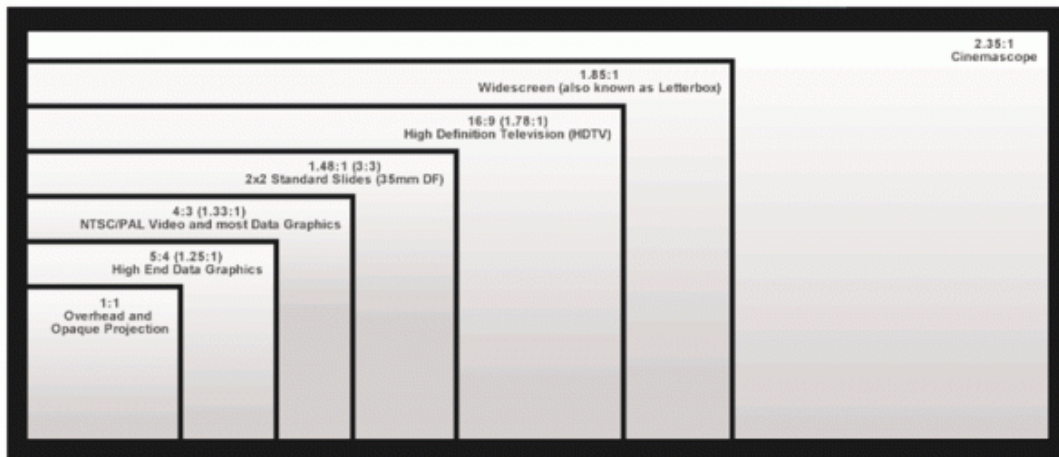 2.35:1
Cinemascope
1.85:1
Widescreen (also known as Letterbox)
16:9 (1.78:1)
High Definition Television (HDTV)
1.48:1 (3:3)
2x2 Standard Slides (35mm DF)
4:3 (1.33:1)
NTSC/PAL Video and most Data Graphics
5:4 (1.25:1)
High End Data Graphics
1:1
Overhead and
Opaque Projection